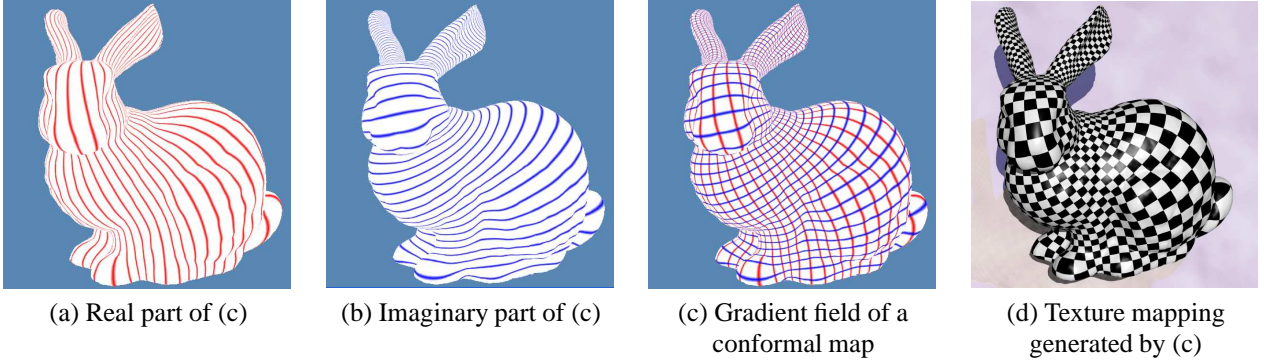 (a) Real part of (c)
(b) Imaginary part of (c)
(c) Gradient field of a
conformal map
(d) Texture mapping
generated by (c)